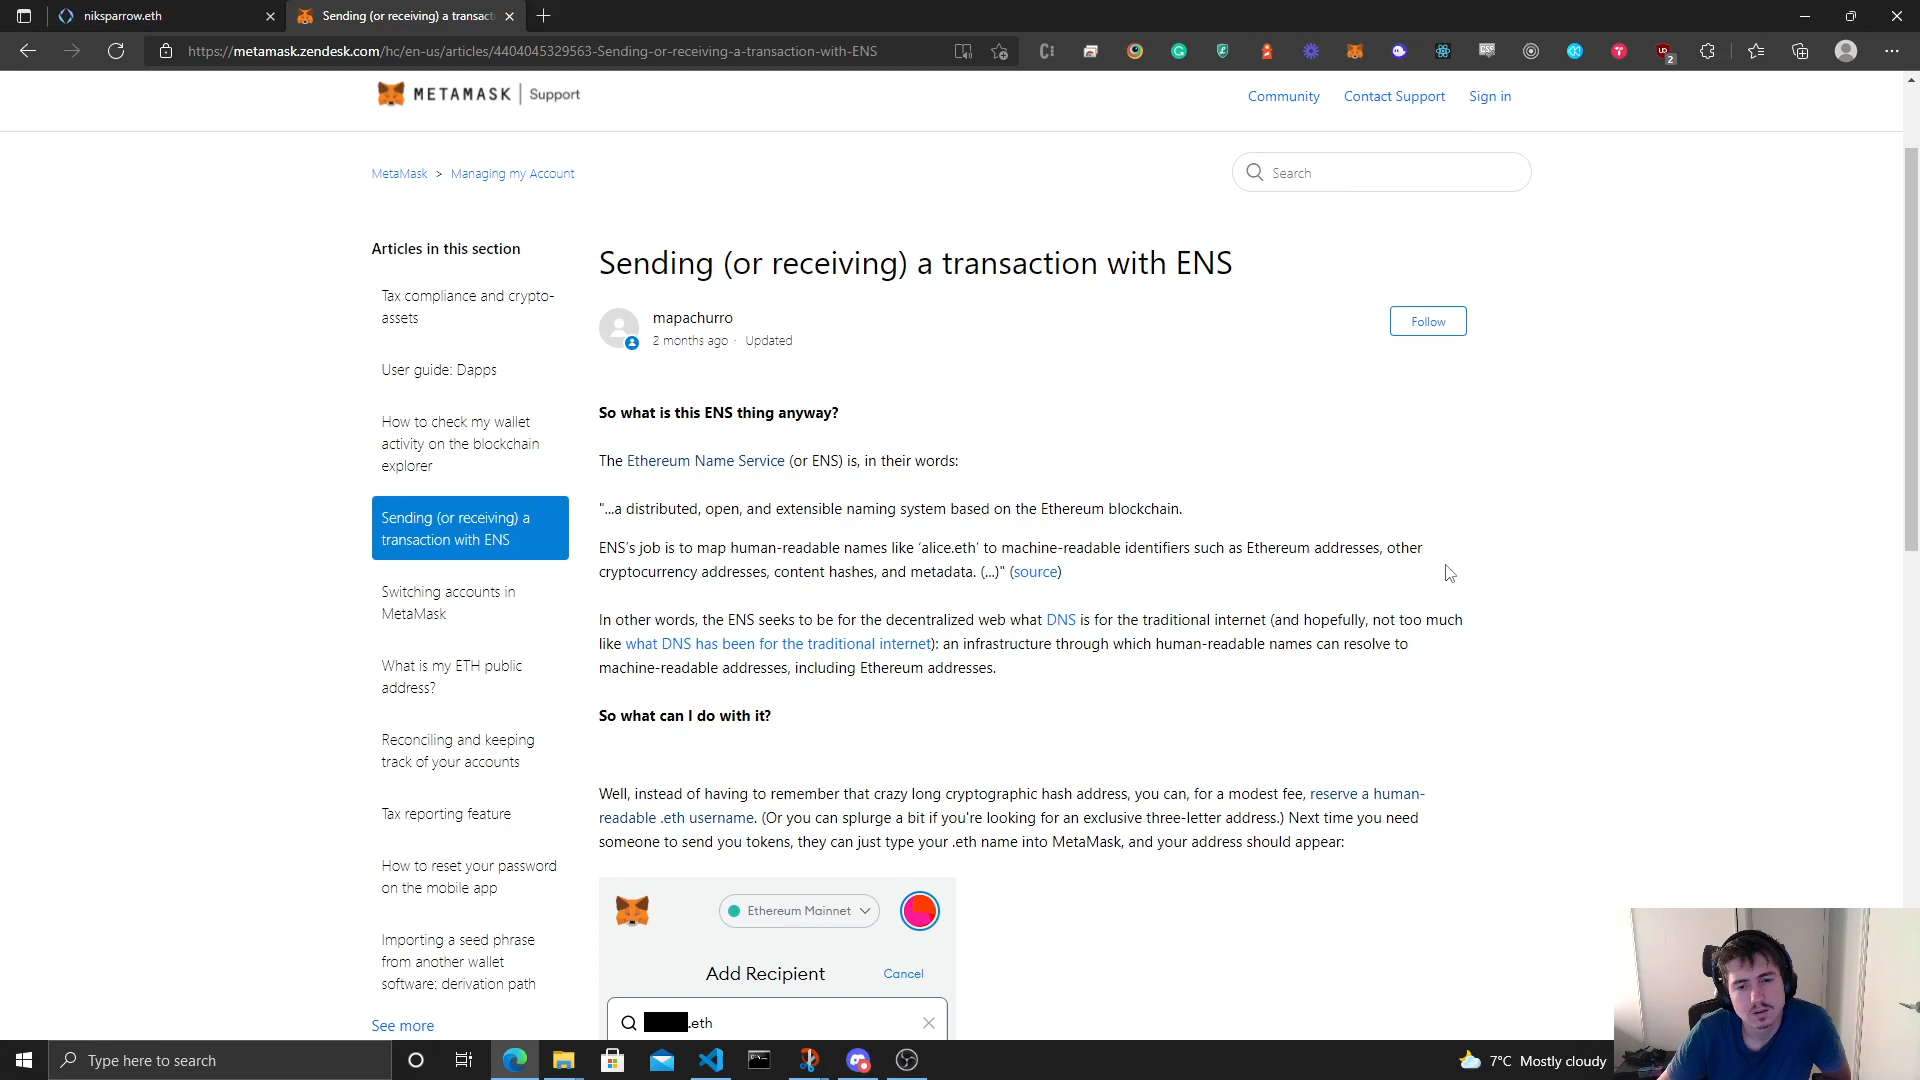 niksparrow.eth
Sending (or receiving) a transact
https://metamask.zendesk.com/hc/en-us/articles/4404045329563-Sending-or-receiving-a-transaction-with-ENS
2
METAMASK | Support
Community
Contact Support
Sign in
MetaMask > Managing my Account
Search
Articles in this section
Tax compliance and crypto-
assets
User guide: Dapps
How to check my wallet
activity on the blockchain
explorer
Sending (or receiving) a
transaction with ENS
Switching accounts in
MetaMask
What is my ETH public
address?
Reconciling and keeping
track of your accounts
Tax reporting feature
How to reset your password
on the mobile app
Importing a seed phrase
from another wallet
software: derivation path
See more
Sending (or receiving) a transaction with ENS
mapachurro
2 months ago · Updated
Follow
So what is this ENS thing anyway?
The Ethereum Name Service (or ENS) is, in their words:
"...a distributed, open, and extensible naming system based on the Ethereum blockchain.
ENS’s job is to map human-readable names like ‘alice.eth’ to machine-readable identifiers such as Ethereum addresses, other
cryptocurrency addresses, content hashes, and metadata. (...)" (source)
In other words, the ENS seeks to be for the decentralized web what DNS is for the traditional internet (and hopefully, not too much
like what DNS has been for the traditional internet): an infrastructure through which human-readable names can resolve to
machine-readable addresses, including Ethereum addresses.
So what can I do with it?
Well, instead of having to remember that crazy long cryptographic hash address, you can, for a modest fee, reserve a human-
readable .eth username. (Or you can splurge a bit if you're looking for an exclusive three-letter address.) Next time you need
someone to send you tokens, they can just type your .eth name into MetaMask, and your address should appear:
Ethereum Mainnet
Add Recipient
Cancel
.eth
Type here to search
7°C Mostly cloudy